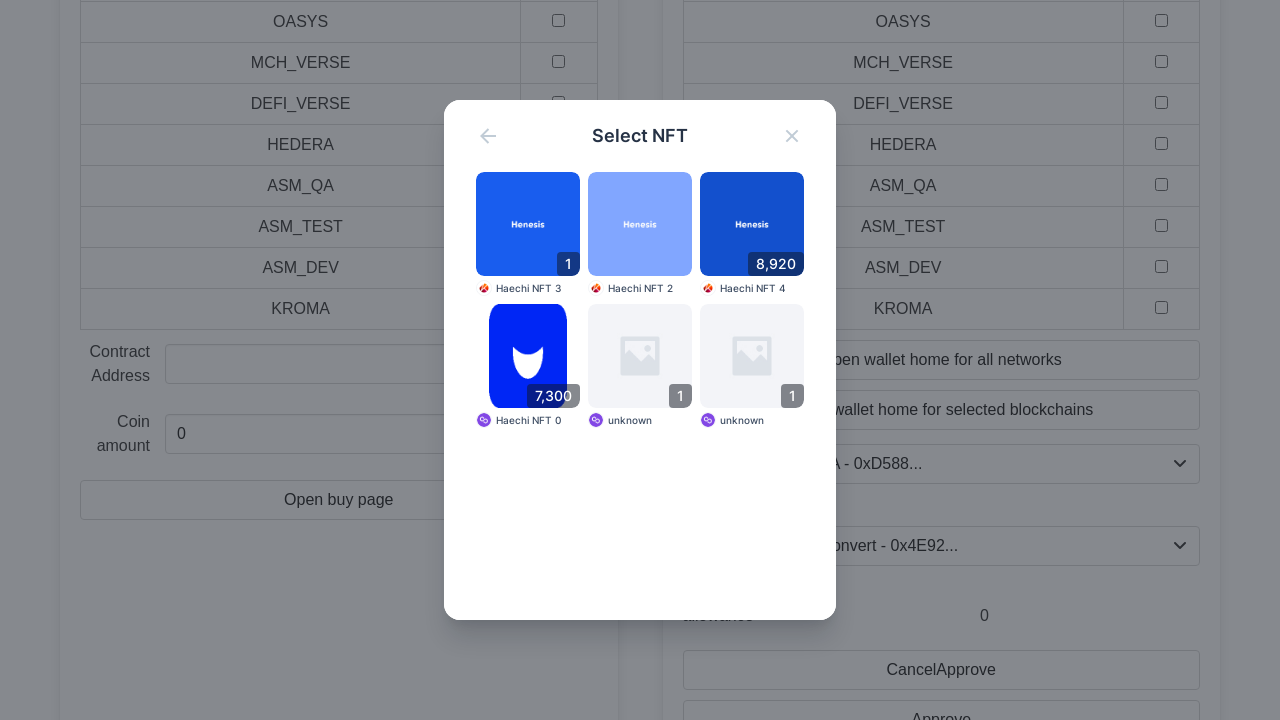 OASYS
OASYS
MCH_VERSE
MCH_VERSE
DEFI_VERSE
DEFI_VERSE
HEDERA
HEDERA
ASM_QA
ASM_QA
ASM_TEST
ASM_TEST
ASM_DEV
ASM_DEV
KROMA
KROMA
Contract
Address
Coin
amount
0
Open buy page
Select NFT
Henesis
1
Henesis
Henesis
8,920
Haechi NFT 3
Haechi NFT 2
Haechi NFT 4
7,300
1
1
Haechi NFT 0
unknown
unknown
wallet home for all networks
wallet home for selected blockchains
- 0xD588...
- 0x4E92...
0
CancelApprove
Approve